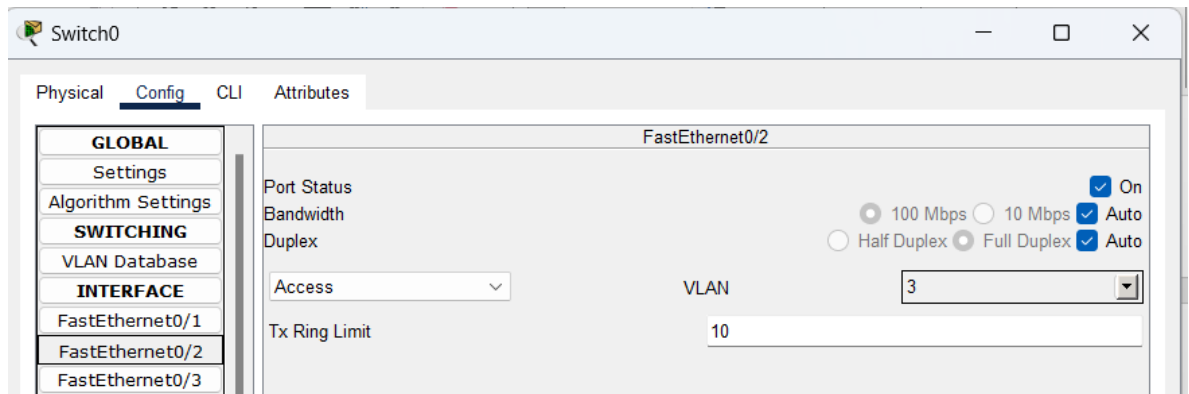 Switch0
Physical Config CLI Attributes
GLOBAL
Settings
Algorithm Settings
SWITCHING
VLAN Database
INTERFACE
FastEthernet0/1
FastEthernet0/2
FastEthernet0/3
FastEthernet0/2
Port Status On
Bandwidth 100 Mbps 10 Mbps Auto
Duplex Half Duplex Full Duplex Auto
Access VLAN 3
Tx Ring Limit 10